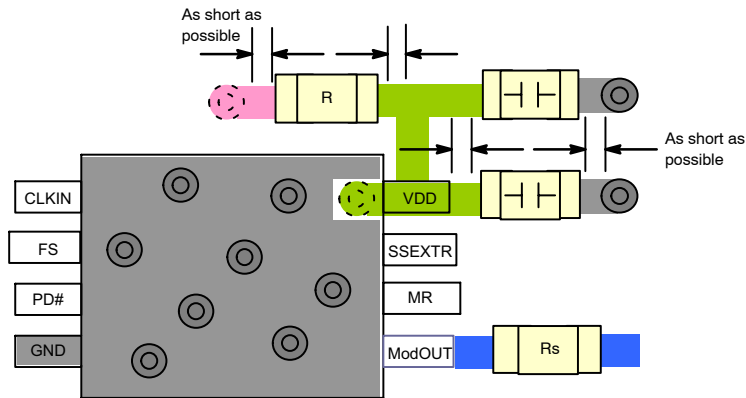 As short as
possible
R
As short as
possible
CLKIN
VDD
FS
SSEXTR
PD#
MR
GND
ModOUT
Rs